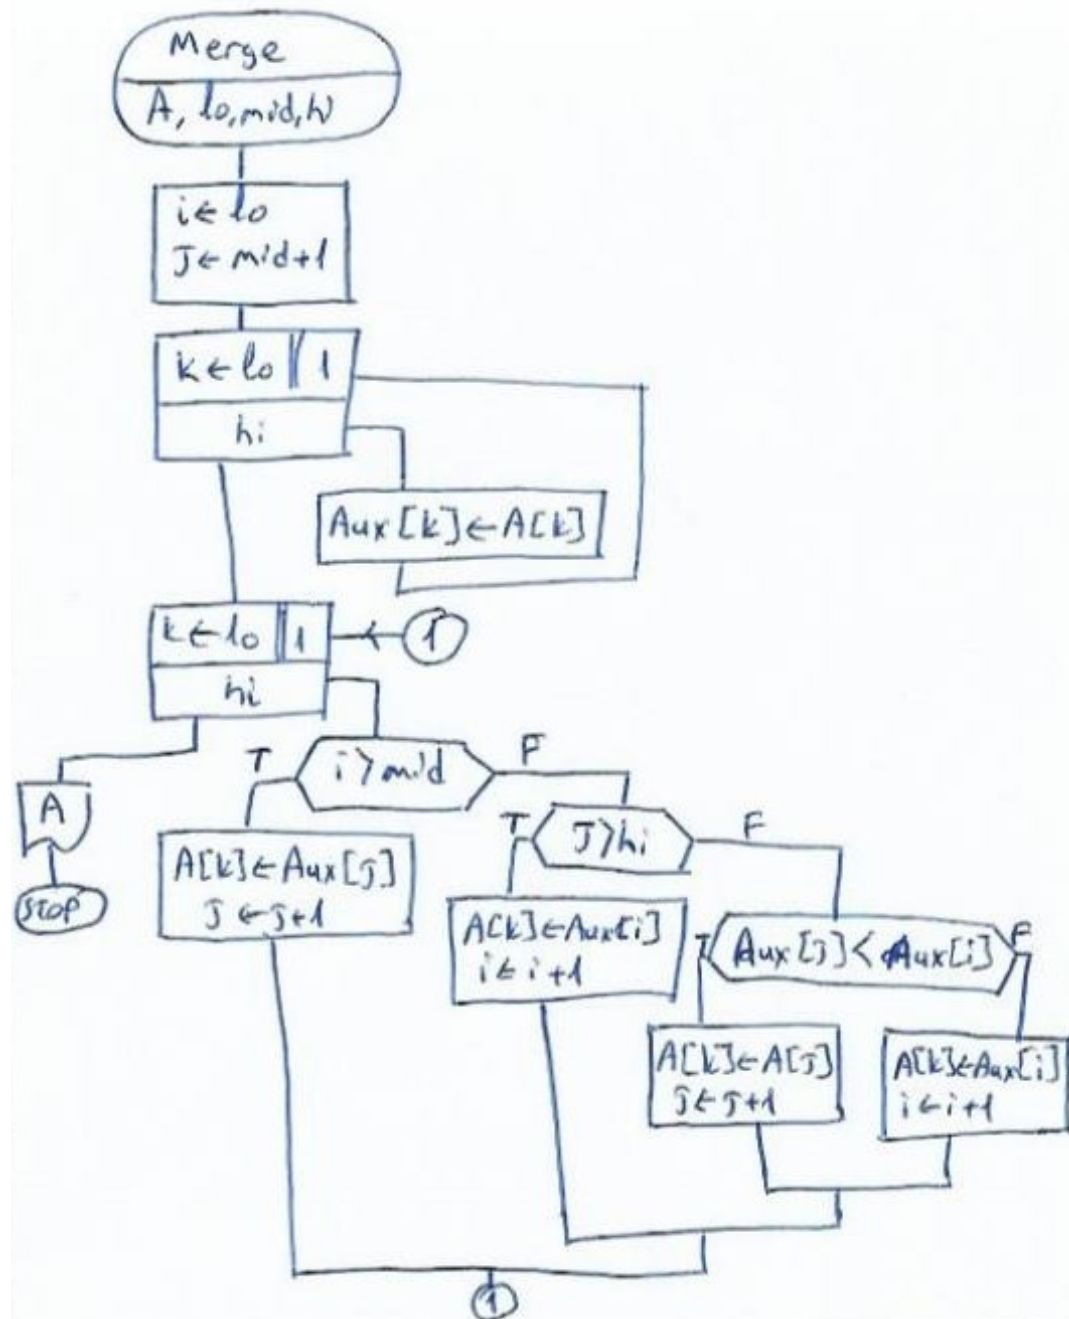 Merge
A, lo,mid,hi
i←lo
J←mid+1
k←lo 1
hi
Aux[k]←A[k]
k←lo 1
1
hi
T
i>mid
F
A
STOP
A[k]←Aux[J]
J←J+1
T
J>hi
F
A[k]←Aux[i]
i←i+1
T
Aux[J]<Aux[i]
F
A[k]←A[J]
J←J+1
A[k]←Aux[i]
i←i+1
1